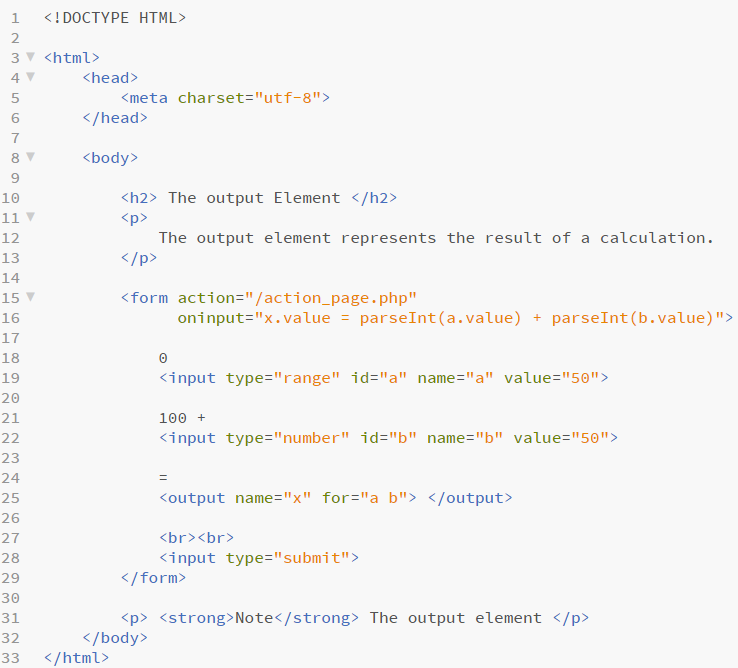 1 <!DOCTYPE HTML>
2
3 <html>
4 <head>
5 <meta charset="utf-8">
6 </head>
7
8 <body>
9
10 <h2> The output Element </h2>
11 <p>
12 The output element represents the result of a calculation.
13 </p>
14
15 <form action="/action_page.php"
16 oninput="x.value = parseInt(a.value) + parseInt(b.value)">
17
18 0
19 <input type="range" id="a" name="a" value="50">
20
21 100 +
22 <input type="number" id="b" name="b" value="50">
23
24 =
25 <output name="x" for="a b"> </output>
26
27 <br><br>
28 <input type="submit">
29 </form>
30
31 <p> <strong>Note</strong> The output element </p>
32 </body>
33 </html>